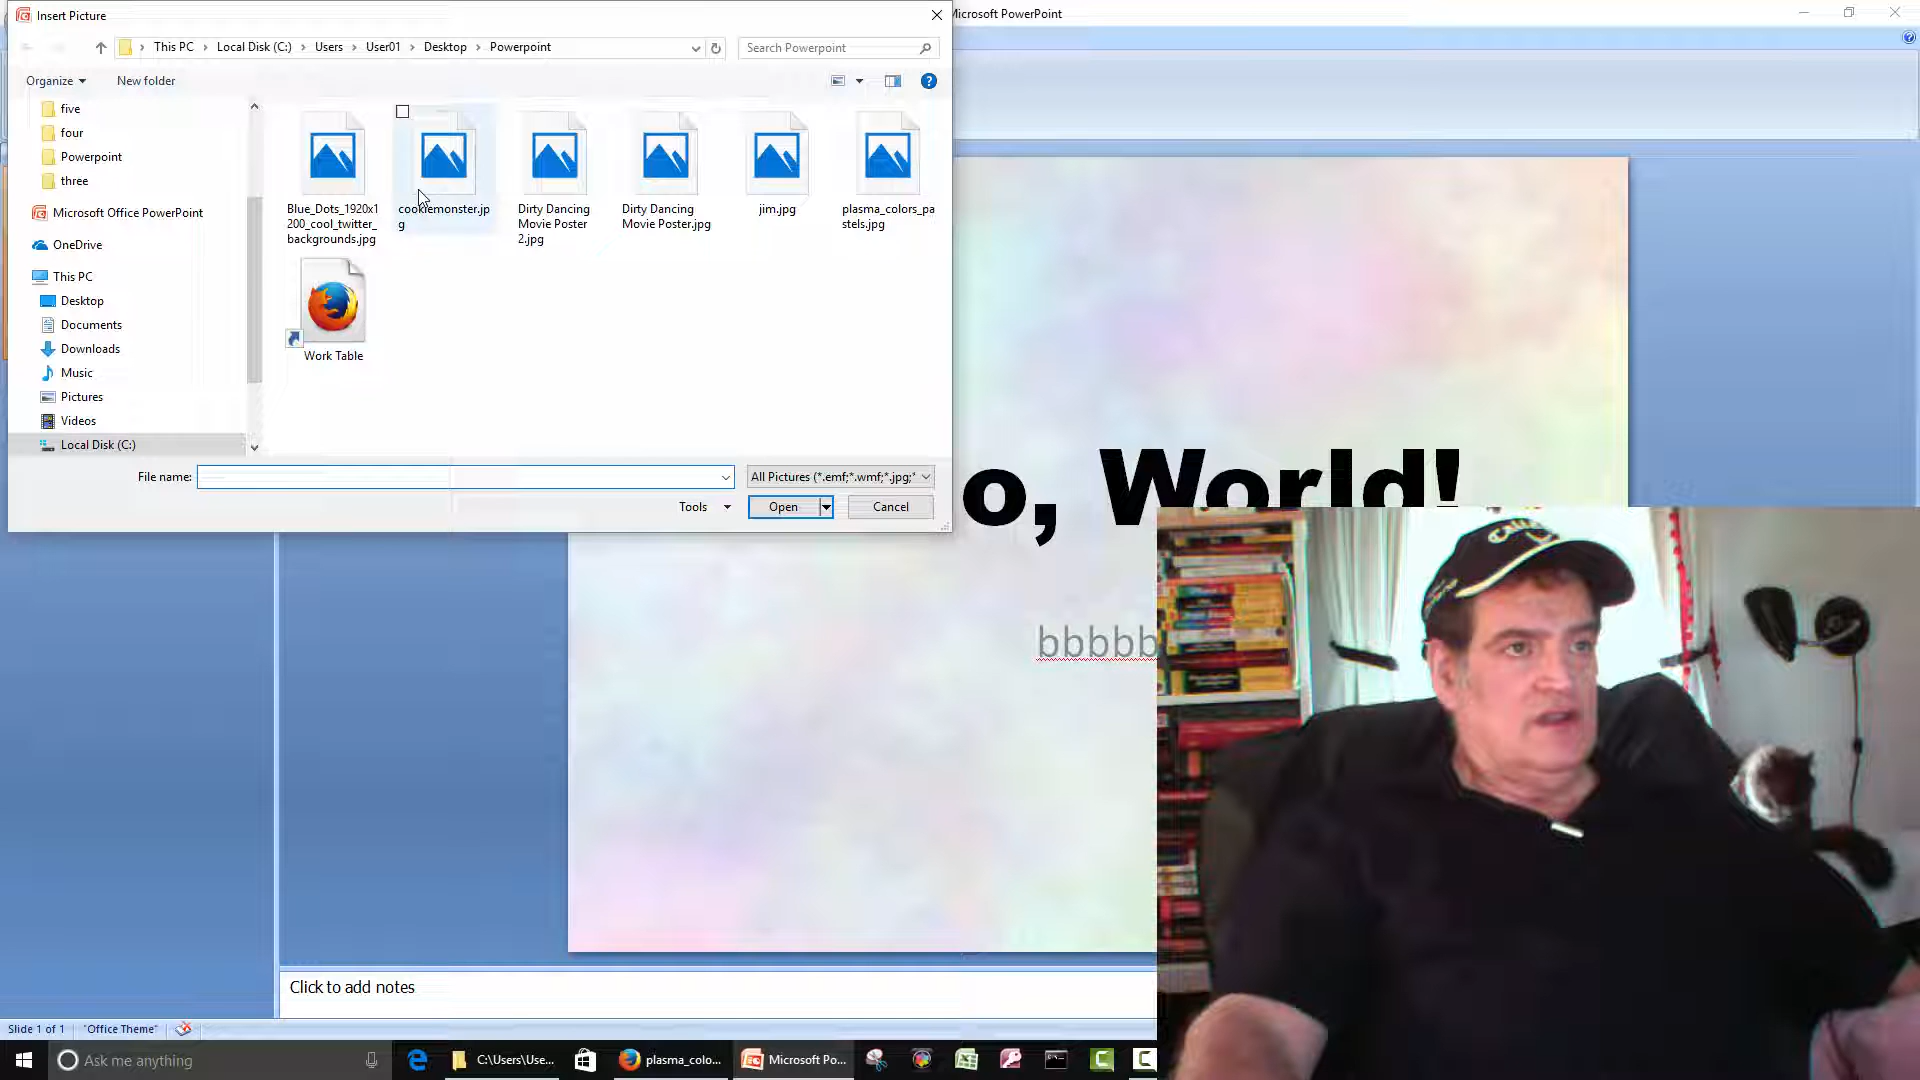 Insert Picture
Microsoft PowerPoint
This PC
Local Disk (C:)
Users
User01
Desktop
Powerpoint
Search Powerpoint
Organize
New folder
five
four
Powerpoint
three
Microsoft Office PowerPoint
OneDrive
This PC
Desktop
Documents
Downloads
Music
Pictures
Videos
Local Disk (C:)
Blue_Dots_1920x1
200_cool_twitter_
backgrounds.jpg
cookiemonster.jp
g
Dirty Dancing
Movie Poster
2.jpg
Dirty Dancing
Movie Poster.jpg
jim.jpg
plasma_colors_pa
stels.jpg
Work Table
File name:
All Pictures (*.emf;*.wmf;*.jpg;*
Tools
Open
Cancel
o, World!
bbbbb
Click to add notes
Slide 1 of 1
"Office Theme"
Ask me anything
C:\Users\Use...
plasma_colo...
Microsoft Po...